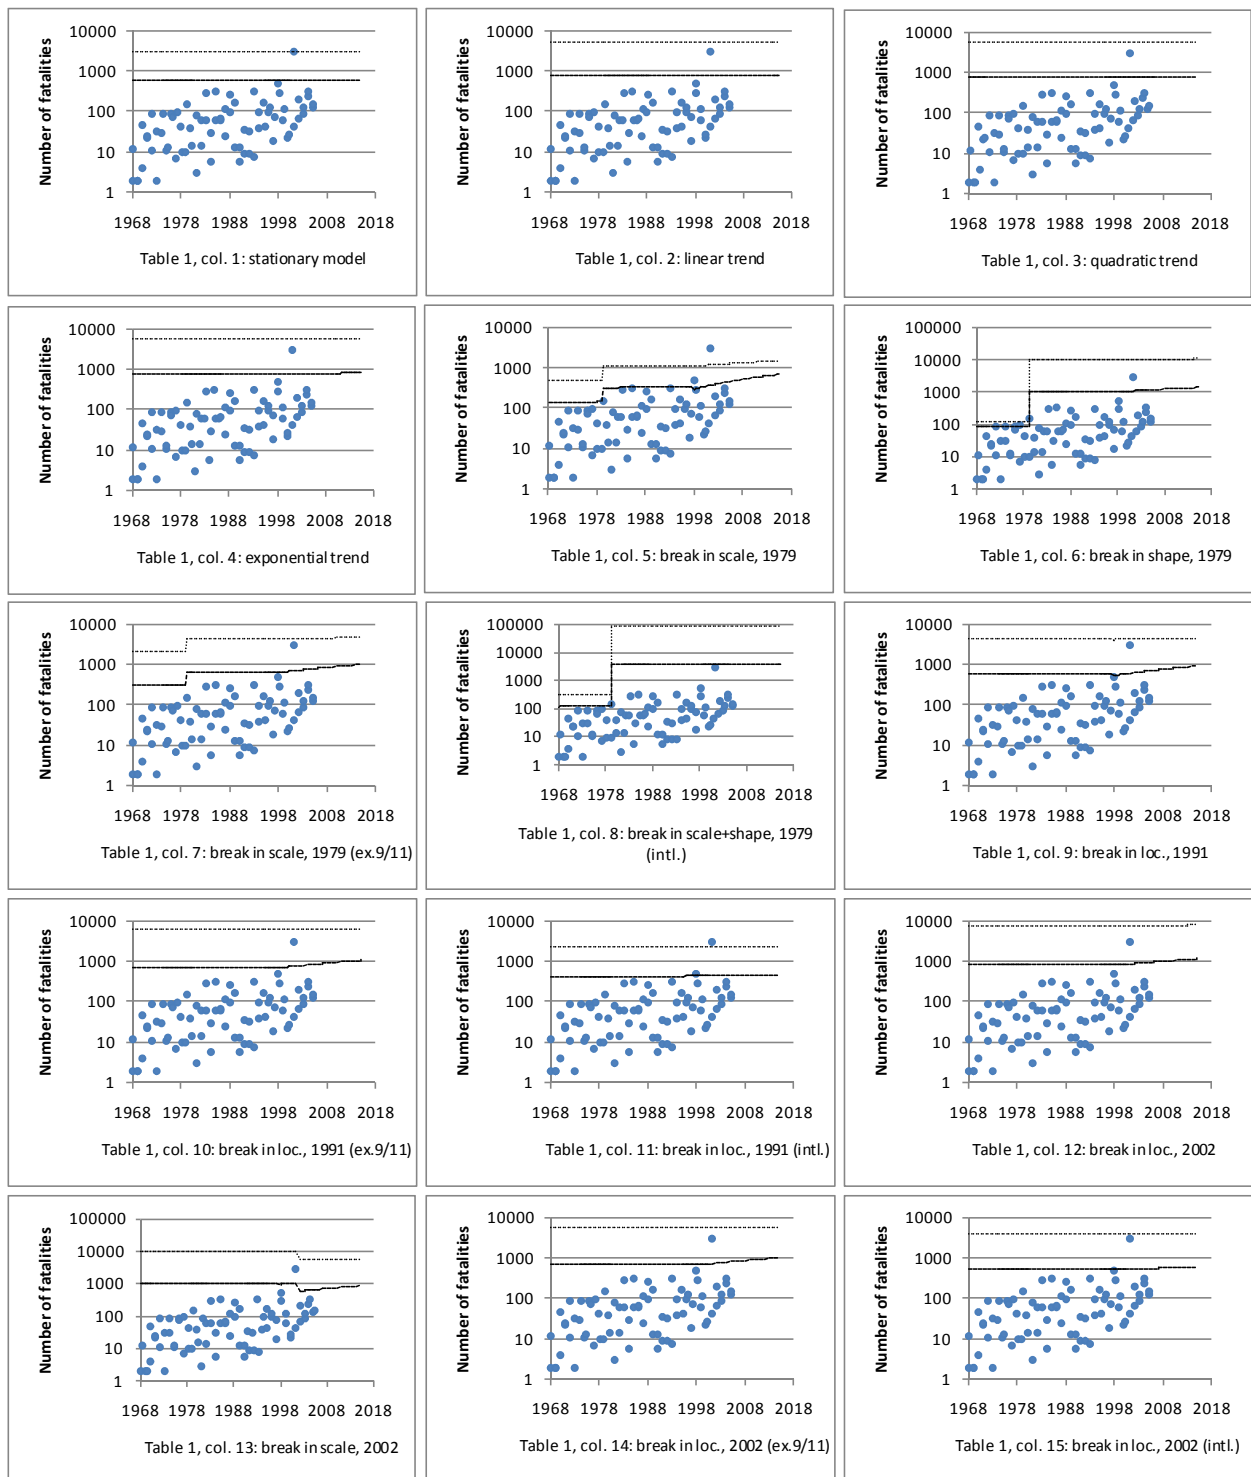 Number of fatalities
10000
1000
100
10
1
1968 1978 1988 1998 2008 2018
Table 1, col. 1: stationary model
Number of fatalities
10000
1000
100
10
1
1968 1978 1988 1998 2008 2018
Table 1, col. 2: linear trend
Number of fatalities
10000
1000
100
10
1
1968 1978 1988 1998 2008 2018
Table 1, col. 3: quadratic trend
Number of fatalities
10000
1000
100
10
1
1968 1978 1988 1998 2008 2018
Table 1, col. 4: exponential trend
Number of fatalities
10000
1000
100
10
1
1968 1978 1988 1998 2008 2018
Table 1, col. 5: break in scale, 1979
Number of fatalities
100000
10000
1000
100
10
1
1968 1978 1988 1998 2008 2018
Table 1, col. 6: break in shape, 1979
Number of fatalities
10000
1000
100
10
1
1968 1978 1988 1998 2008 2018
Table 1, col. 7: break in scale, 1979 (ex.9/11)
Number of fatalities
100000
10000
1000
100
10
1
1968 1978 1988 1998 2008 2018
Table 1, col. 8: break in scale+shape, 1979
(intl.)
Number of fatalities
10000
1000
100
10
1
1968 1978 1988 1998 2008 2018
Table 1, col. 9: break in loc., 1991
Number of fatalities
10000
1000
100
10
1
1968 1978 1988 1998 2008 2018
Table 1, col. 10: break in loc., 1991 (ex.9/11)
Number of fatalities
10000
1000
100
10
1
1968 1978 1988 1998 2008 2018
Table 1, col. 11: break in loc., 1991 (intl.)
Number of fatalities
10000
1000
100
10
1
1968 1978 1988 1998 2008 2018
Table 1, col. 12: break in loc., 2002
Number of fatalities
100000
10000
1000
100
10
1
1968 1978 1988 1998 2008 2018
Table 1, col. 13: break in scale, 2002
Number of fatalities
10000
1000
100
10
1
1968 1978 1988 1998 2008 2018
Table 1, col. 14: break in loc., 2002 (ex.9/11)
Number of fatalities
10000
1000
100
10
1
1968 1978 1988 1998 2008 2018
Table 1, col. 15: break in loc., 2002 (intl.)